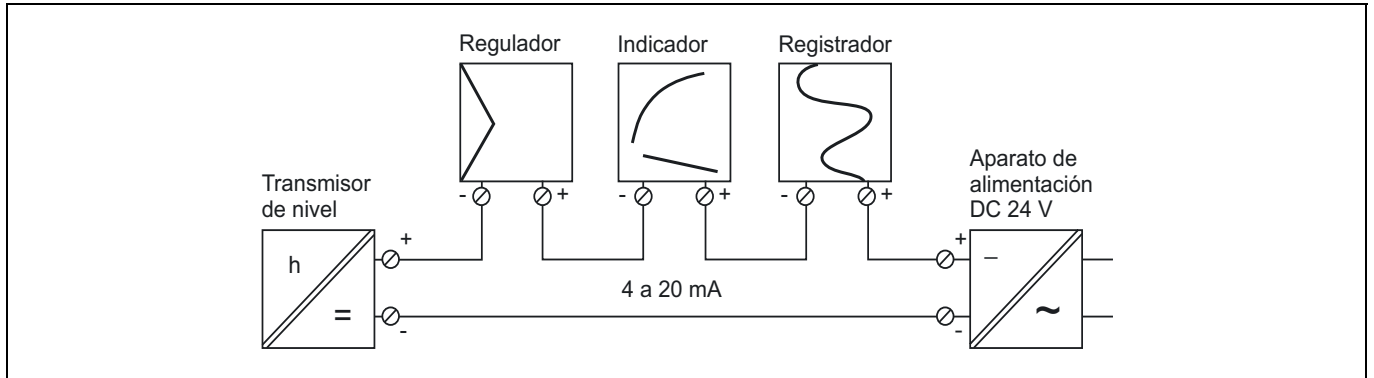 Regulador
Indicador
Registrador
- +
- +
- +
Transmisor
de nivel
Aparato de
alimentación
DC 24 V
+
+
h
–
4 a 20 mA
=
~
-
-